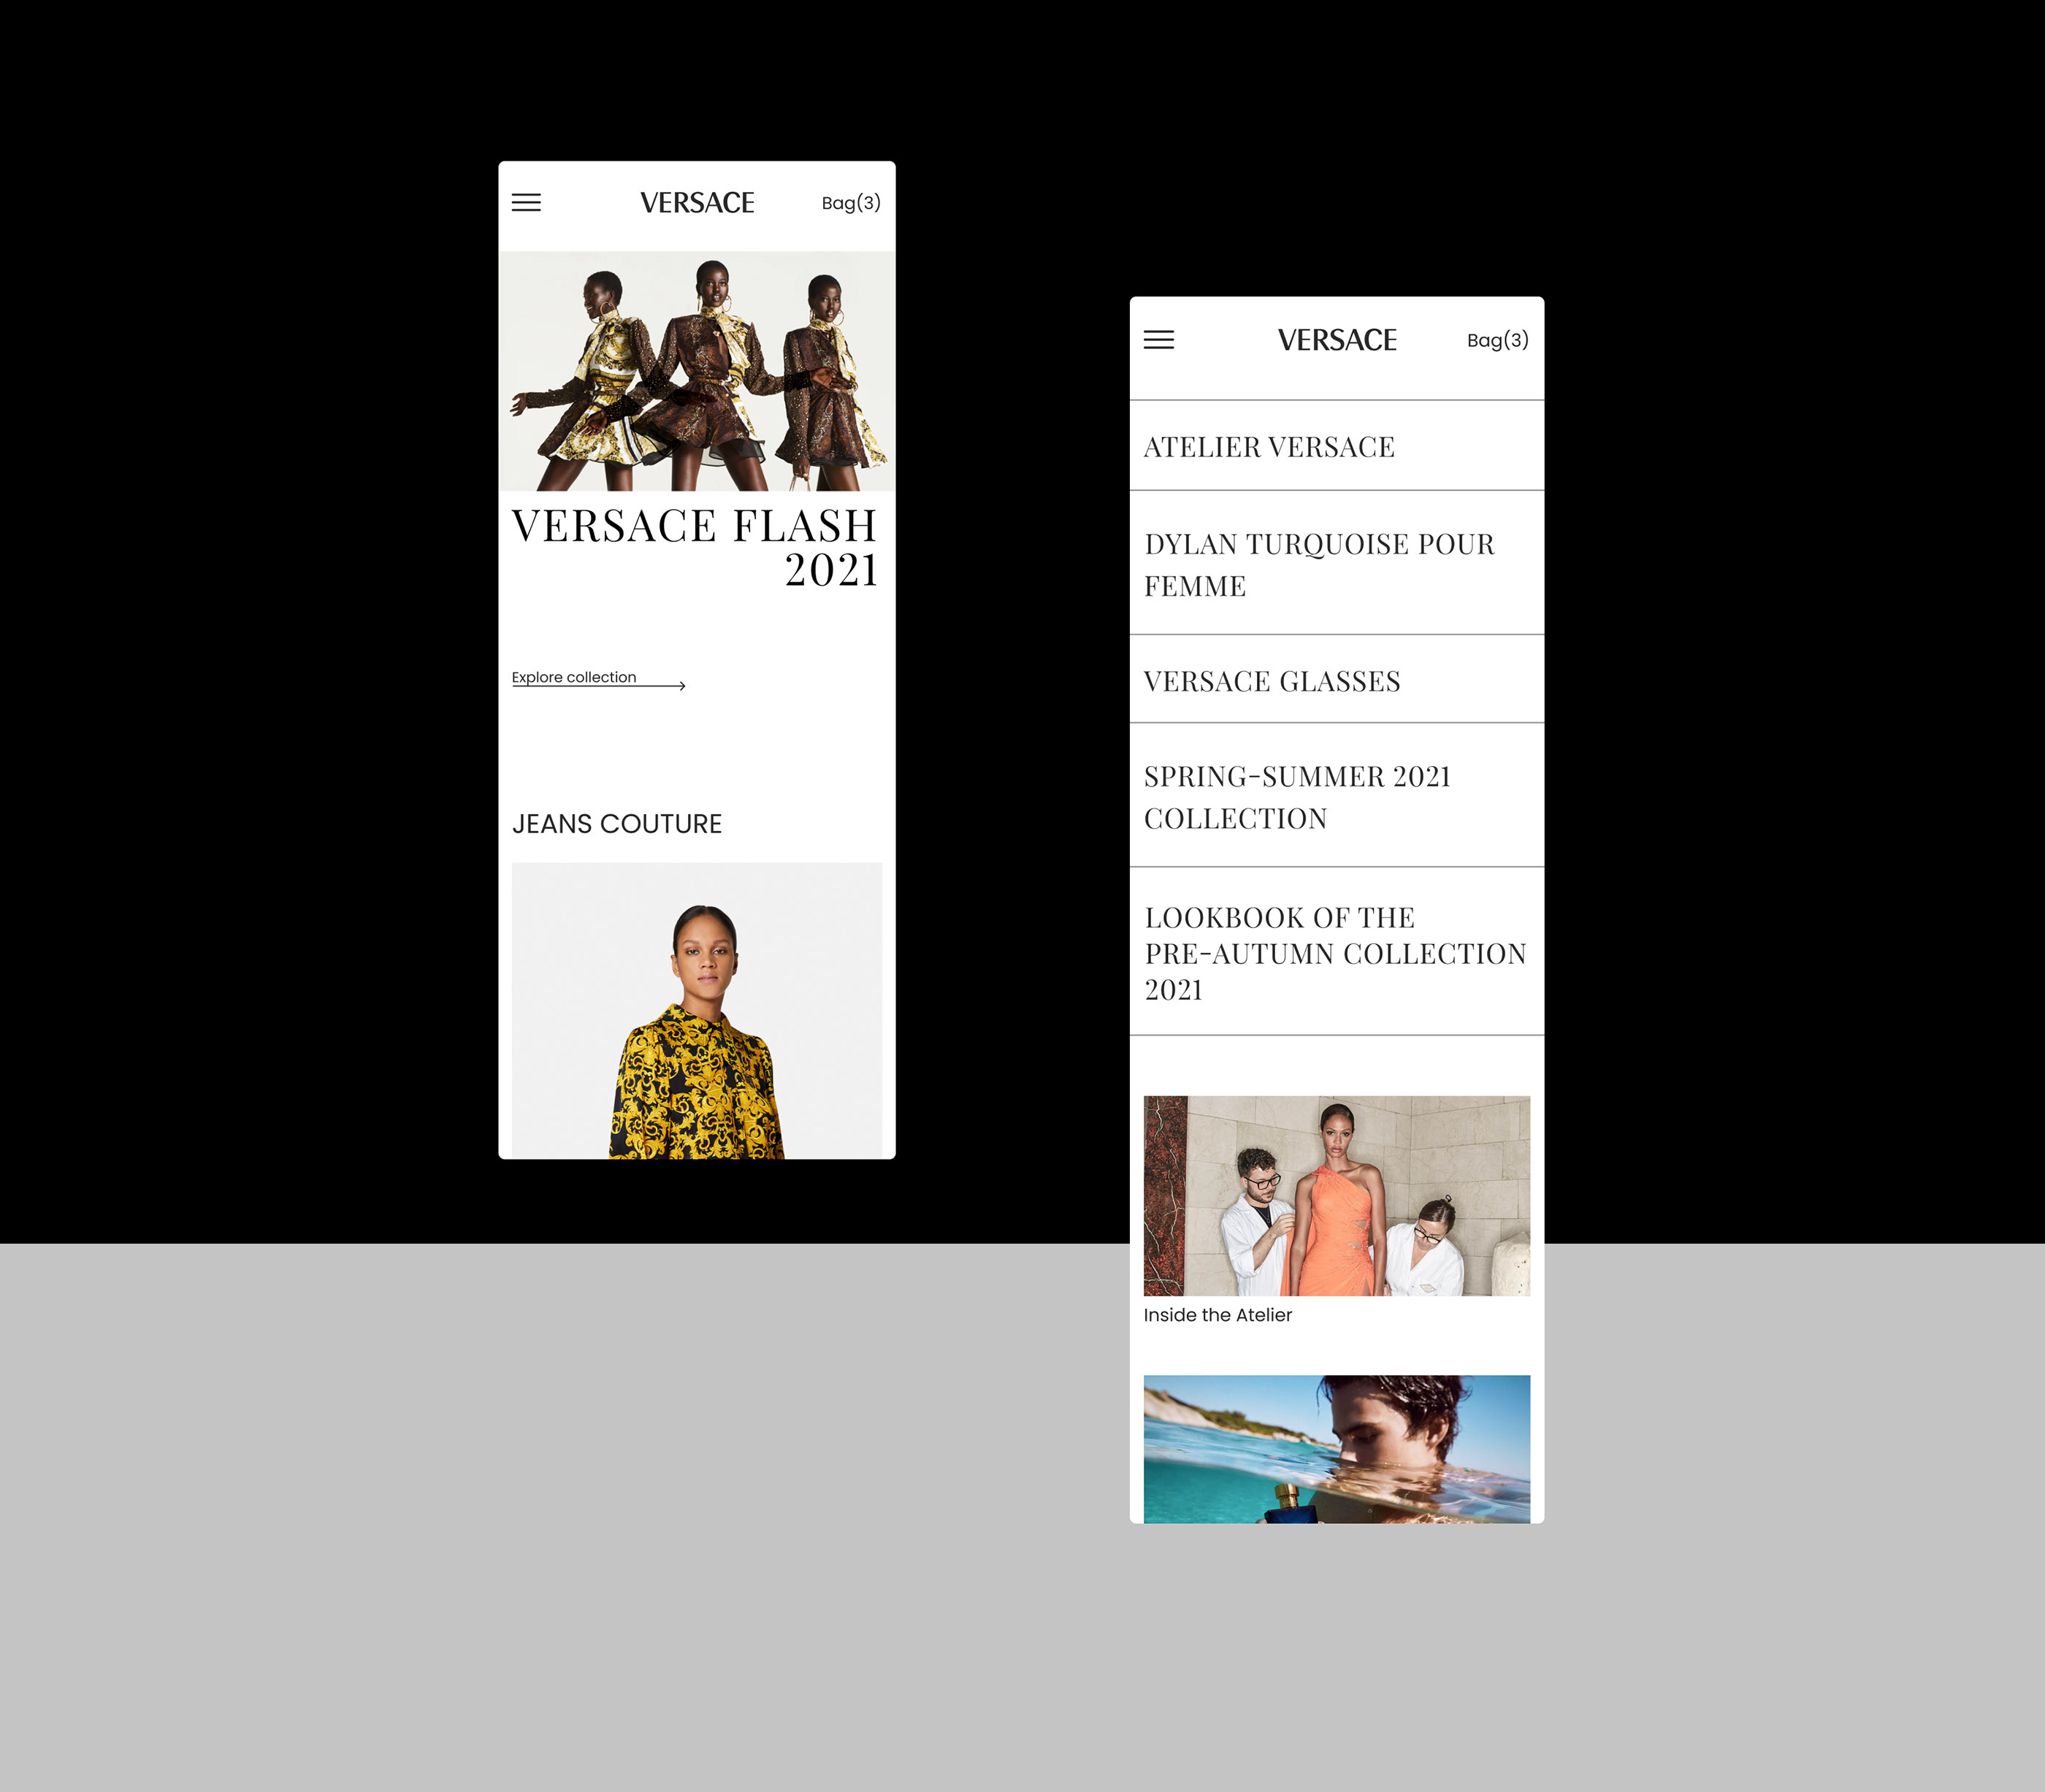 VERSACE
Bag(3)
VERSACE FLASH
2021
Explore collection
JEANS COUTURE
VERSACE
Bag(3)
ATELIER VERSACE
DYLAN TURQUOISE POUR
FEMME
VERSACE GLASSES
SPRING-SUMMER 2021
COLLECTION
LOOKBOOK OF THE
PRE-AUTUMN COLLECTION
2021
Inside the Atelier